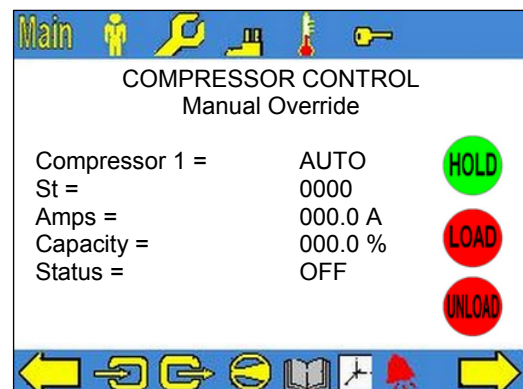 Main
COMPRESSOR CONTROL
Manual Override
Compressor 1 = AUTO
HOLD
St = 0000
Amps = 000.0 A
LOAD
Capacity = 000.0 %
Status = OFF
UNLOAD